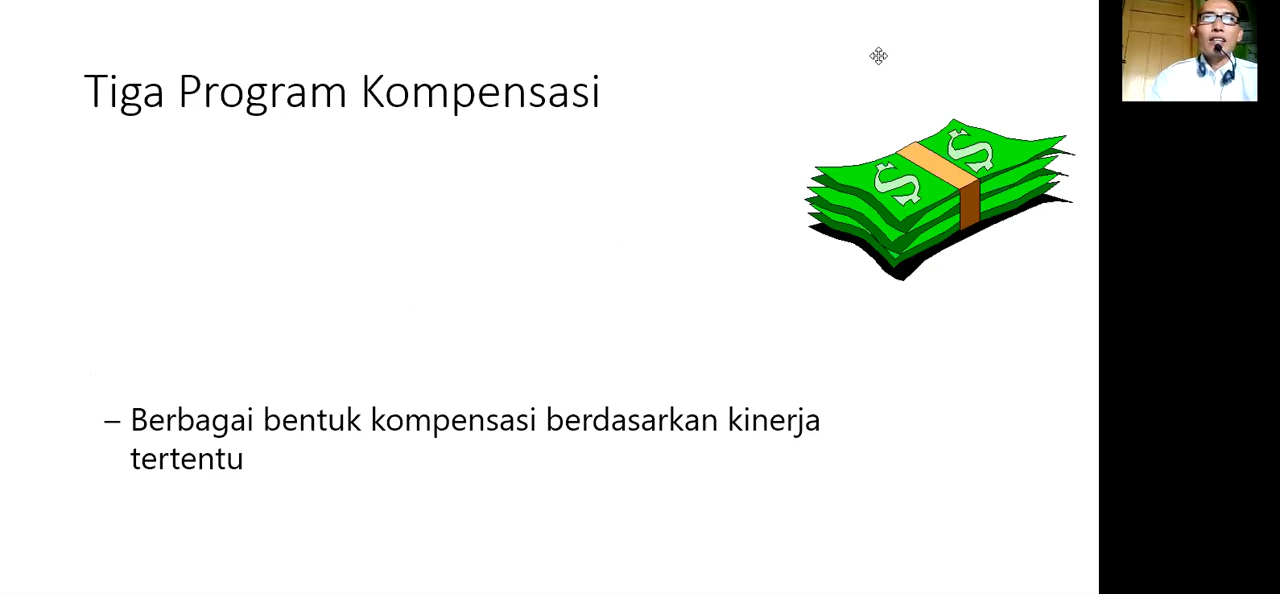 Tiga Program Kompensasi
– Berbagai bentuk kompensasi berdasarkan kinerja
tertentu